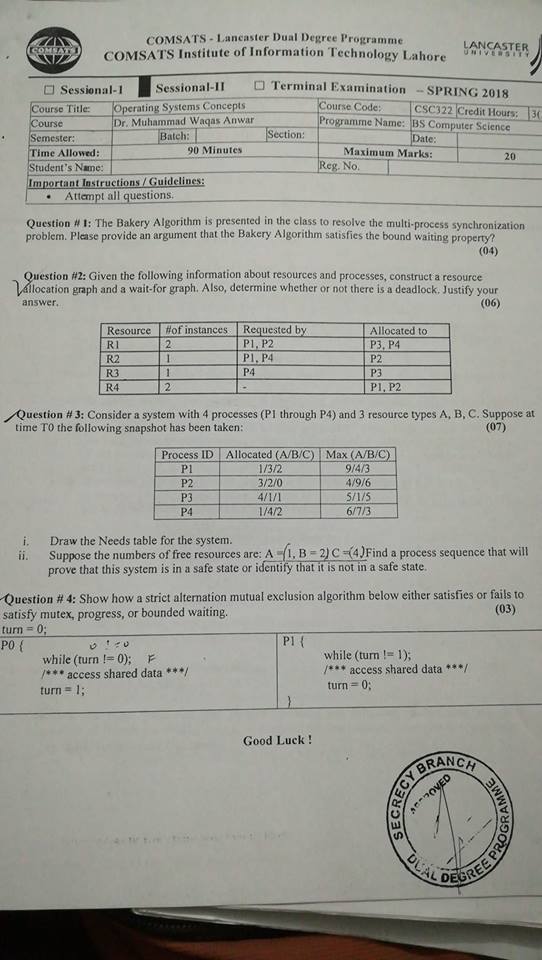 COMSATS
COMSATS - Lancaster Dual Degree Programme
COMSATS Institute of Information Technology Lahore
LANCASTER
UNIVERSITY
Sessional-I Sessional-II Terminal Examination – SPRING 2018
Course Title: Operating Systems Concepts Course Code: CSC322 Credit Hours: 3(
Course Dr. Muhammad Waqas Anwar Programme Name: BS Computer Science
Semester: Batch: Section: Date:
Time Allowed: 90 Minutes Maximum Marks: 20
Student's Name: Reg. No.
Important Instructions / Guidelines:
• Attempt all questions.
Question # 1: The Bakery Algorithm is presented in the class to resolve the multi-process synchronization
problem. Please provide an argument that the Bakery Algorithm satisfies the bound waiting property?
(04)
Question #2: Given the following information about resources and processes, construct a resource
allocation graph and a wait-for graph. Also, determine whether or not there is a deadlock. Justify your
answer. (06)
Resource #of instances Requested by Allocated to
R1 2 P1, P2 P3, P4
R2 1 P1, P4 P2
R3 1 P4 P3
R4 2 - P1, P2
Question # 3: Consider a system with 4 processes (P1 through P4) and 3 resource types A, B, C. Suppose at
time T0 the following snapshot has been taken: (07)
Process ID Allocated (A/B/C) Max (A/B/C)
P1 1/3/2 9/4/3
P2 3/2/0 4/9/6
P3 4/1/1 5/1/5
P4 1/4/2 6/7/3
i. Draw the Needs table for the system.
ii. Suppose the numbers of free resources are: A = 1, B = 2, C = 4. Find a process sequence that will
prove that this system is in a safe state or identify that it is not in a safe state.
Question # 4: Show how a strict alternation mutual exclusion algorithm below either satisfies or fails to
satisfy mutex, progress, or bounded waiting. (03)
turn = 0;
P0 { 0 != 0
while (turn != 0); F
/*** access shared data ***/
turn = 1;
P1 {
while (turn != 1);
/*** access shared data ***/
turn = 0;
}
Good Luck !
SECRECY BRANCH
APPROVED
DUAL DEGREE PROGRAMME